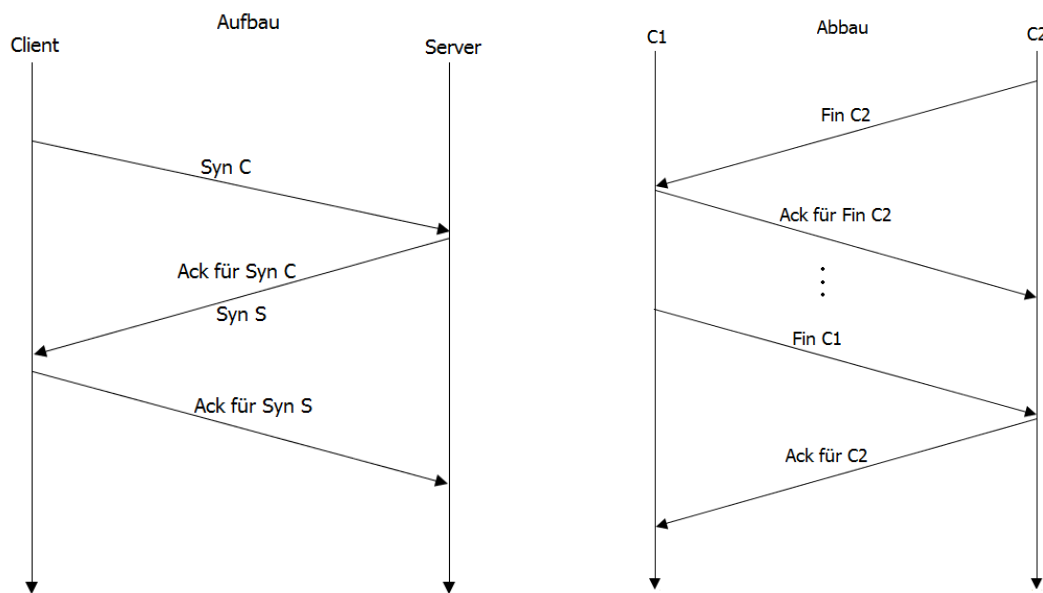 Aufbau
Client
Server
Syn C
Ack für Syn C
Syn S
Ack für Syn S
Abbau
C1
C2
Fin C2
Ack für Fin C2
Fin C1
Ack für C2